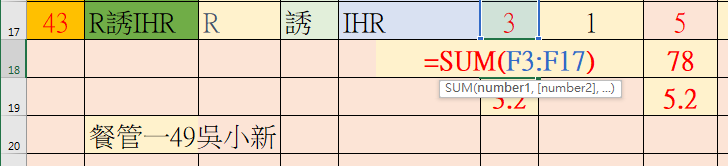 17 43 R誘IHR R 誘 IHR 3 1 5
18 =SUM(F3:F17) 78
SUM(number1, [number2], ...)
19 5.2 5.2
20 餐管一49吳小新